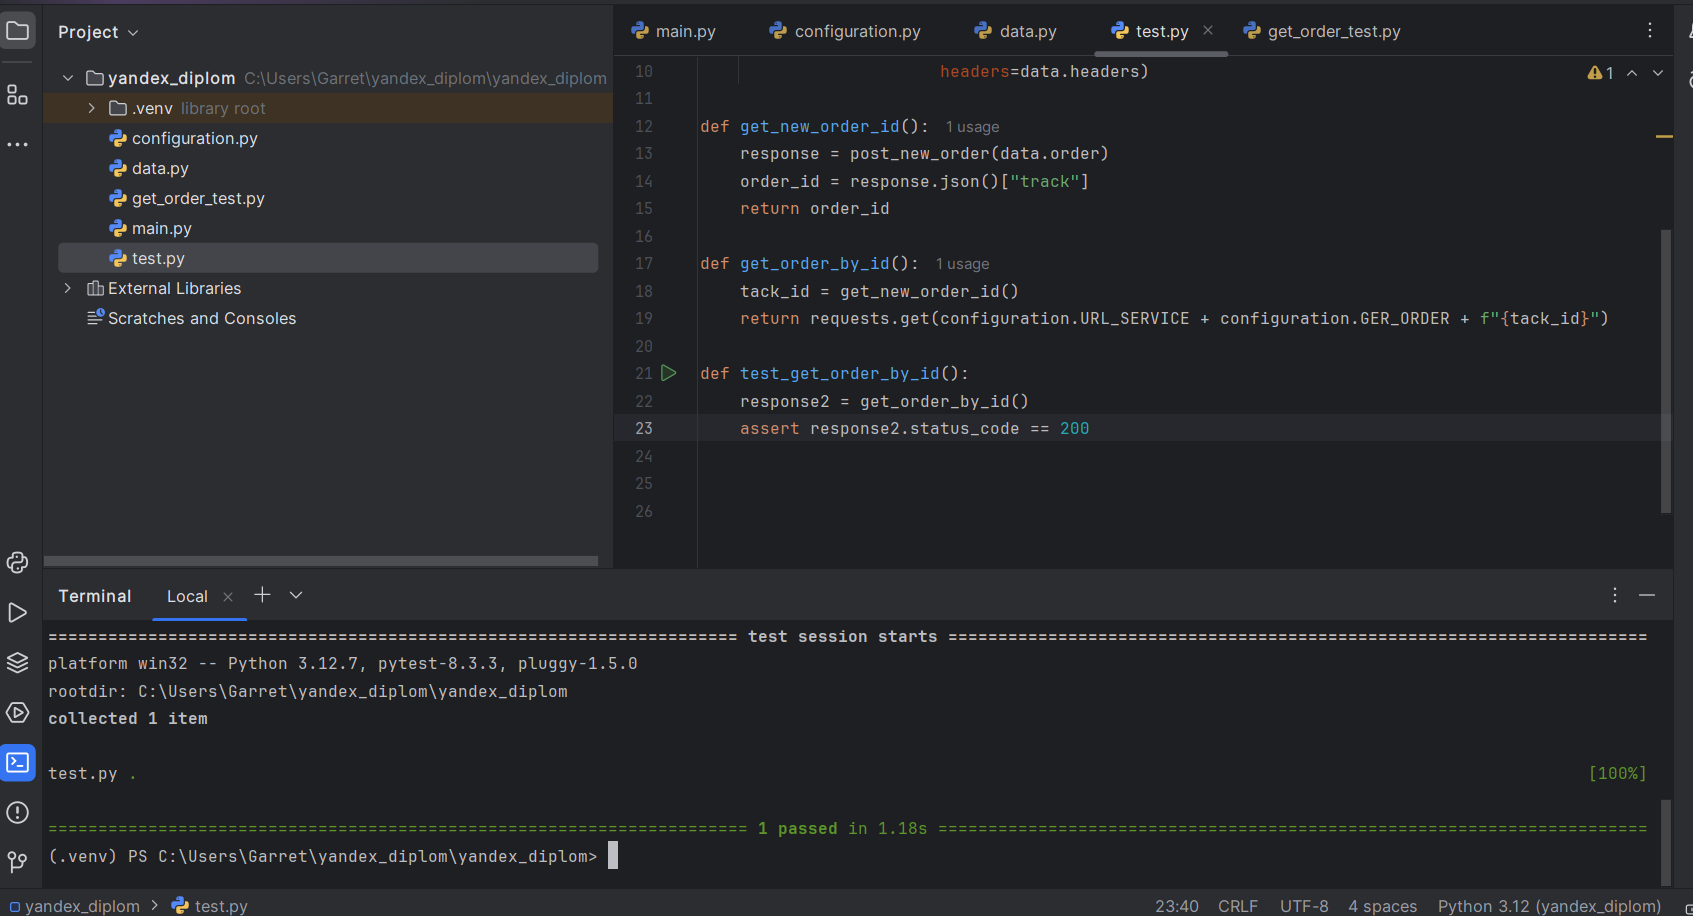 Project
main.py configuration.py data.py test.py get_order_test.py
yandex_diplom C:\Users\Garret\yandex_diplom\yandex_diplom
.venv library root
configuration.py
data.py
get_order_test.py
main.py
test.py
External Libraries
Scratches and Consoles
10 headers=data.headers)
1
11
12 def get_new_order_id(): 1 usage
13 response = post_new_order(data.order)
14 order_id = response.json()["track"]
15 return order_id
16
17 def get_order_by_id(): 1 usage
18 tack_id = get_new_order_id()
19 return requests.get(configuration.URL_SERVICE + configuration.GER_ORDER + f"{tack_id}")
20
21 def test_get_order_by_id():
22 response2 = get_order_by_id()
23 assert response2.status_code == 200
24
25
26
Terminal Local
===================================================================== test session starts ======================================================================
platform win32 -- Python 3.12.7, pytest-8.3.3, pluggy-1.5.0
rootdir: C:\Users\Garret\yandex_diplom\yandex_diplom
collected 1 item
test.py . [100%]
====================================================================== 1 passed in 1.18s =======================================================================
(.venv) PS C:\Users\Garret\yandex_diplom\yandex_diplom>
yandex_diplom > test.py 23:40 CRLF UTF-8 4 spaces Python 3.12 (yandex_diplom)